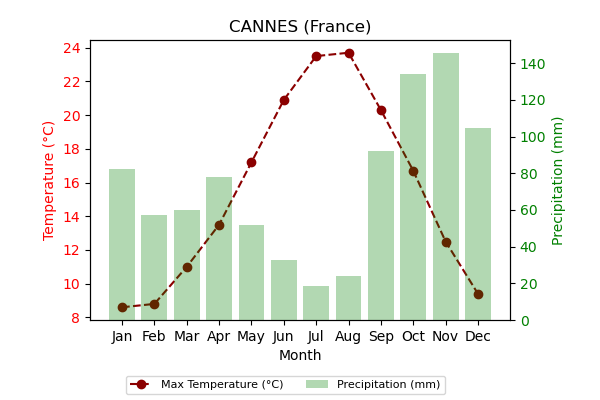 CANNES (France)
24
22
20
18
16
14
12
10
8
Temperature (°C)
140
120
100
80
60
40
20
0
Precipitation (mm)
Jan Feb Mar Apr May Jun Jul Aug Sep Oct Nov Dec
Month
Max Temperature (°C) Precipitation (mm)